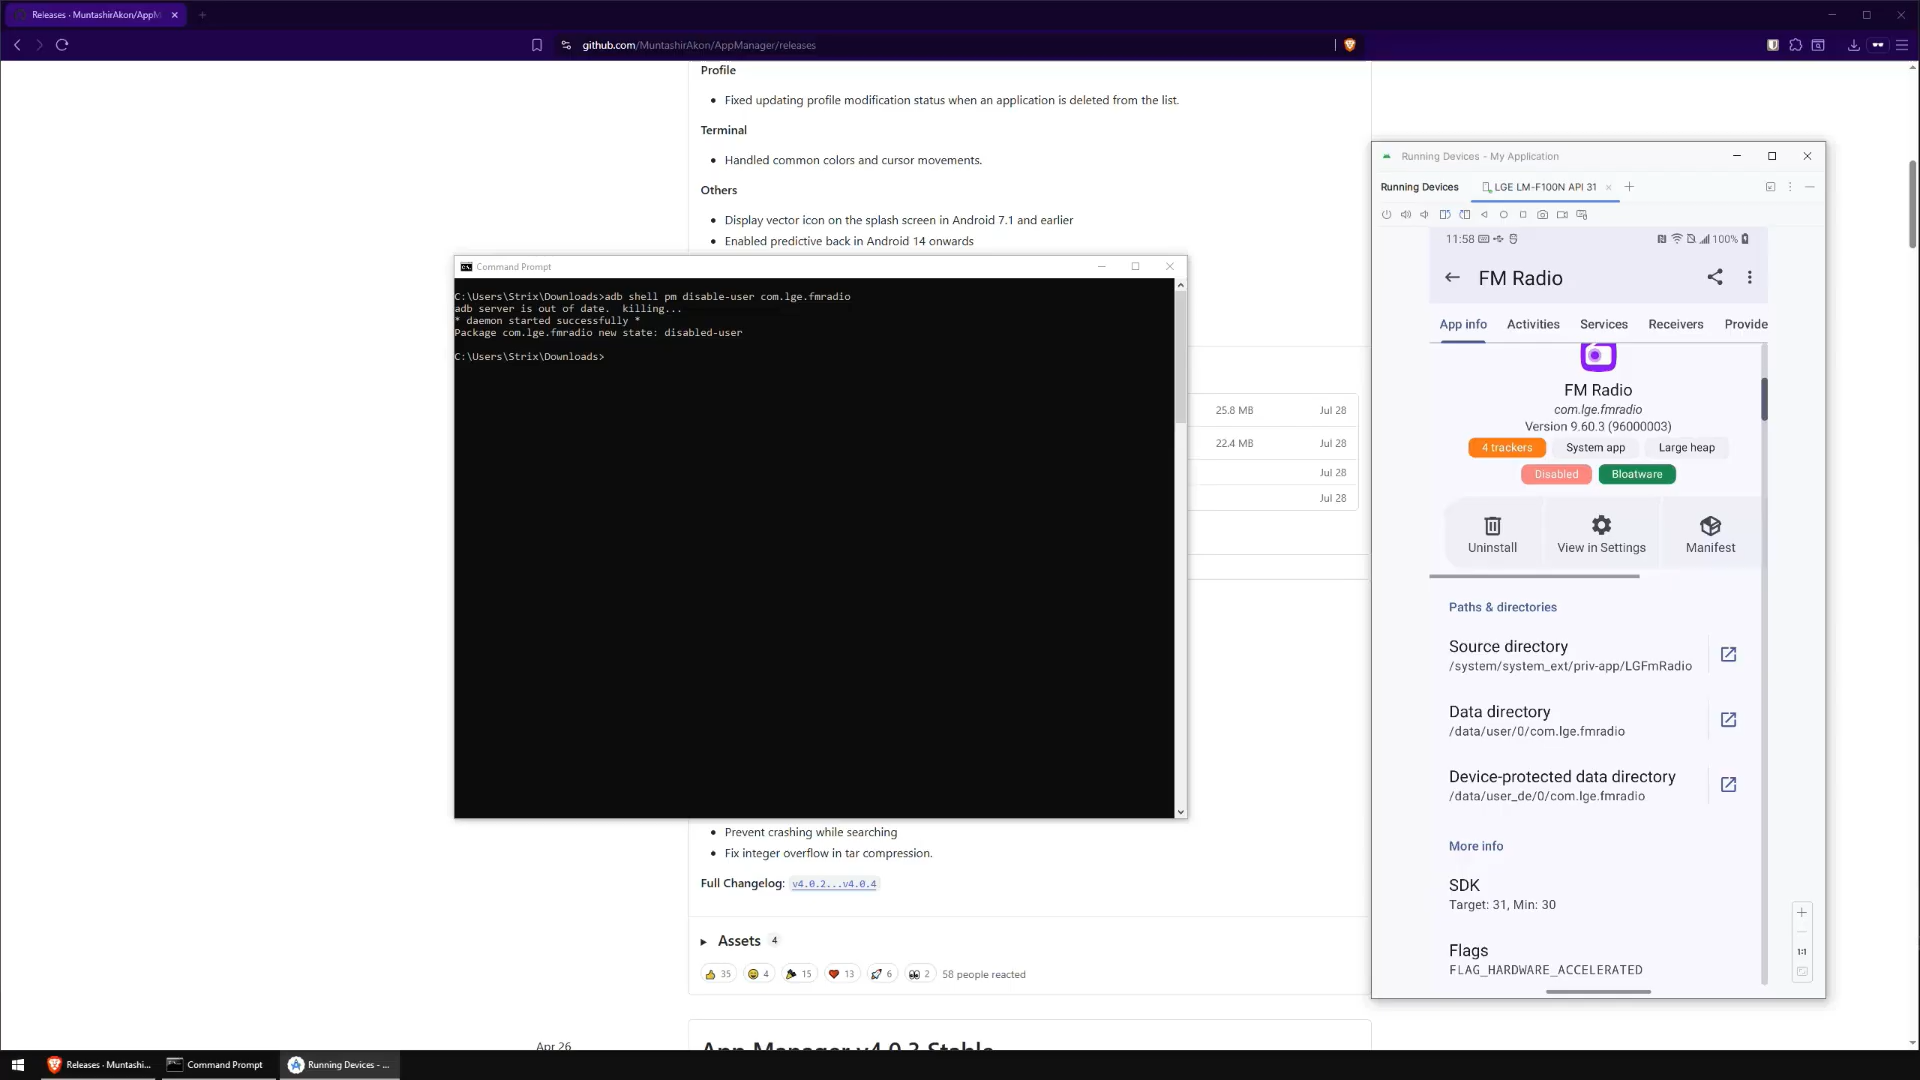 Releases · MuntashirAkon/AppM
github.com/MuntashirAkon/AppManager/releases
Profile
Fixed updating profile modification status when an application is deleted from the list.
Terminal
Handled common colors and cursor movements.
Others
Display vector icon on the splash screen in Android 7.1 and earlier
Enabled predictive back in Android 14 onwards
Command Prompt
C:\Users\Strix\Downloads>adb shell pm disable-user com.lge.fmradio
adb server is out of date.  killing...
* daemon started successfully *
Package com.lge.fmradio new state: disabled-user
C:\Users\Strix\Downloads>
25.8 MB Jul 28
22.4 MB Jul 28
Jul 28
Jul 28
Prevent crashing while searching
Fix integer overflow in tar compression.
Full Changelog: v4.0.2...v4.0.4
Assets 4
35 4 15 13 6 2 58 people reacted
Apr 26
App Manager v4.0.3 Stable
Running Devices - My Application
Running Devices LGE LM-F100N API 31
11:58 100%
FM Radio
App info Activities Services Receivers Provide
FM Radio
com.lge.fmradio
Version 9.60.3 (96000003)
4 trackers System app Large heap
Disabled Bloatware
Uninstall View in Settings Manifest
Paths & directories
Source directory
/system/system_ext/priv-app/LGFmRadio
Data directory
/data/user/0/com.lge.fmradio
Device-protected data directory
/data/user_de/0/com.lge.fmradio
More info
SDK
Target: 31, Min: 30
Flags
FLAG_HARDWARE_ACCELERATED
1:1
Releases - Muntashi... Command Prompt Running Devices - ...